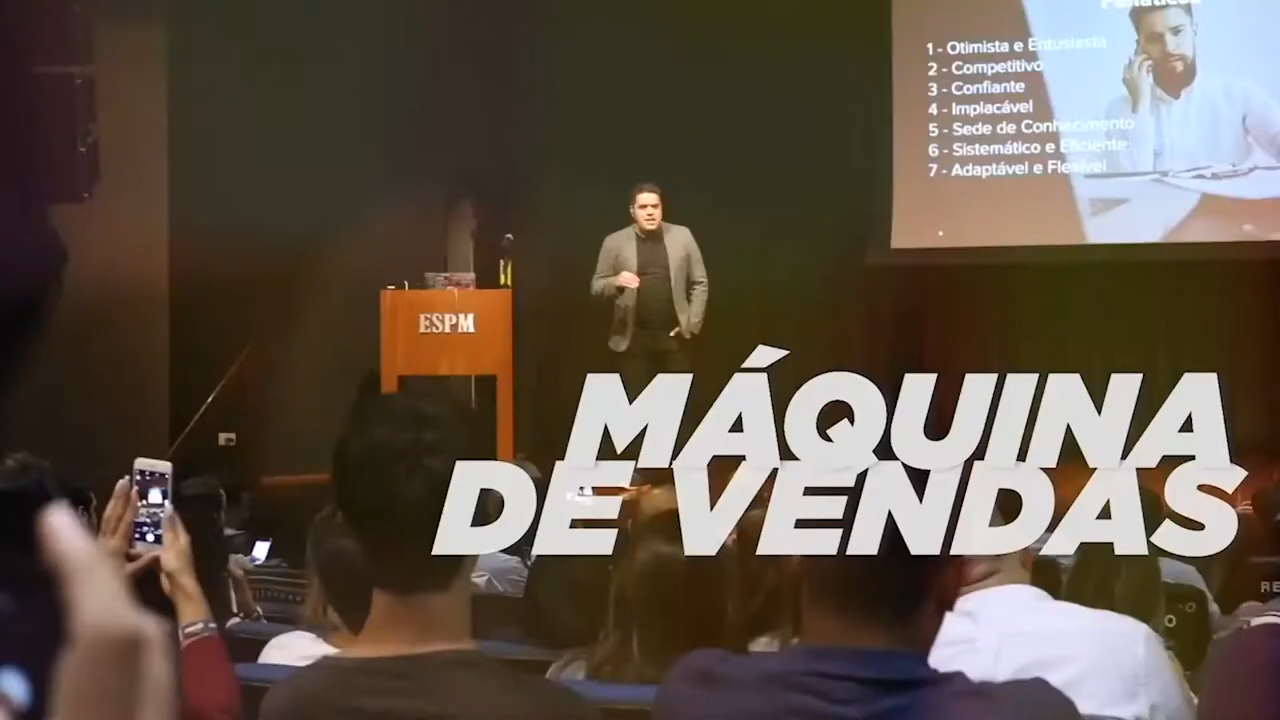 1 - Otimista e Entusiasta
2 - Competitivo
3 - Confiante
4 - Implacável
5 - Sede de Conhecimento
6 - Sistemático e Eficiente
7 - Adaptável e Flexível
ESPM
MÁQUINA
DE VENDAS